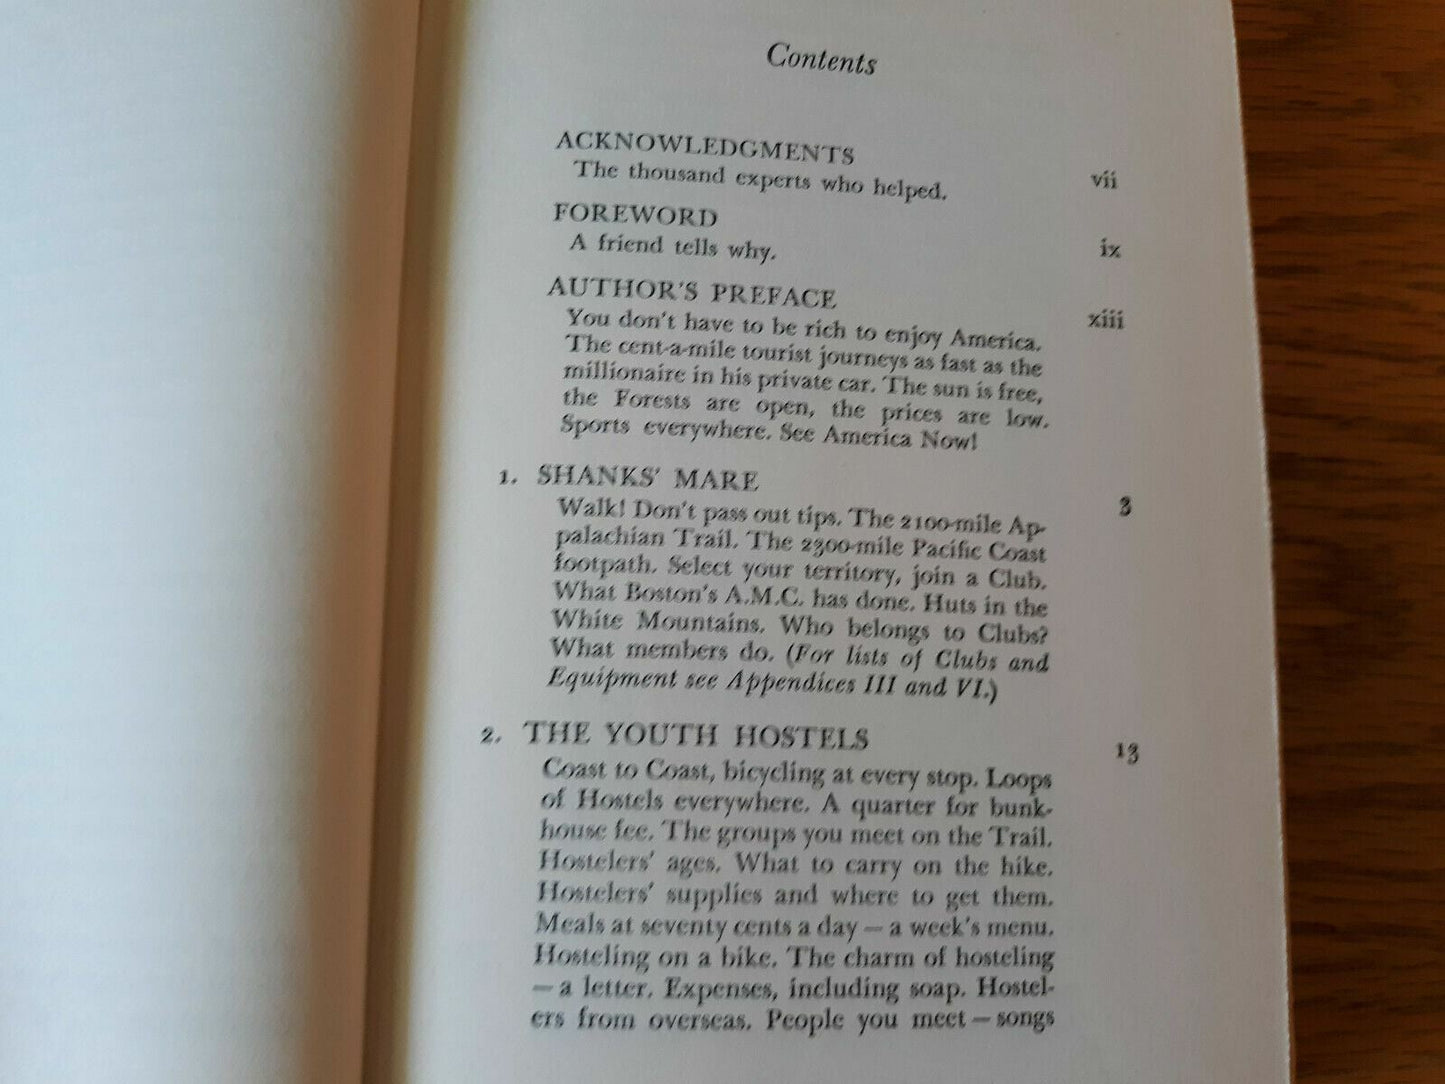 Contents
ACKNOWLEDGMENTS
The thousand experts who helped. vii
FOREWORD
A friend tells why. ix
AUTHOR'S PREFACE xiii
You don't have to be rich to enjoy America.
The cent-a-mile tourist journeys as fast as the
millionaire in his private car. The sun is free,
the Forests are open, the prices are low.
Sports everywhere. See America Now!
1. SHANKS' MARE 3
Walk! Don't pass out tips. The 2100-mile Ap-
palachian Trail. The 2300-mile Pacific Coast
footpath. Select your territory, join a Club.
What Boston's A.M.C. has done. Huts in the
White Mountains. Who belongs to Clubs?
What members do. (For lists of Clubs and
Equipment see Appendices III and VI.)
2. THE YOUTH HOSTELS 13
Coast to Coast, bicycling at every stop. Loops
of Hostels everywhere. A quarter for bunk-
house fee. The groups you meet on the Trail.
Hostelers' ages. What to carry on the hike.
Hostelers' supplies and where to get them.
Meals at seventy cents a day — a week's menu.
Hosteling on a bike. The charm of hosteling
— a letter. Expenses, including soap. Hostel-
ers from overseas. People you meet — songs